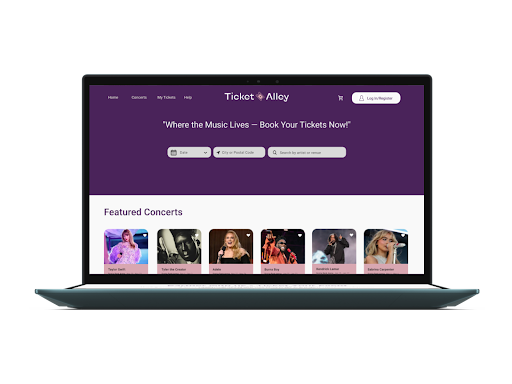 Home
Concerts
My Tickets
Help
Ticket Alley
Log In/Register
"Where the Music Lives — Book Your Tickets Now!"
Date
City or Postal Code
Search by artist or venue
Featured Concerts
Taylor Swift
Tyler the Creator
Adele
Burna Boy
Kendrick Lamar
Sabrina Carpenter